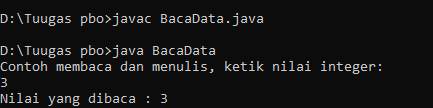 D:\Tuugas pbo>javac BacaData.java
D:\Tuugas pbo>java BacaData
Contoh membaca dan menulis, ketik nilai integer:
3
Nilai yang dibaca : 3